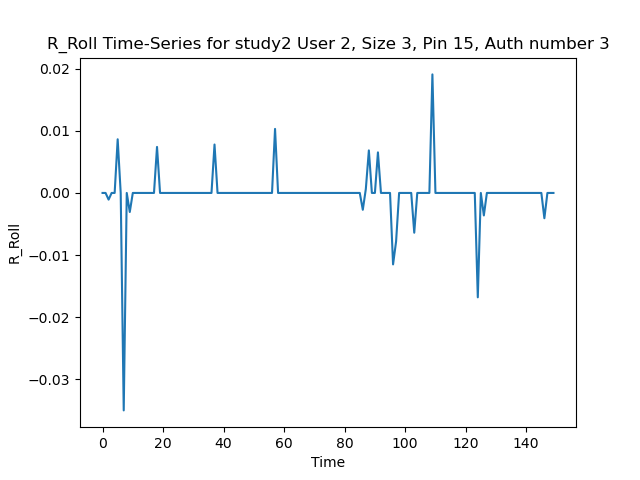 R_Roll Time-Series for study2 User 2, Size 3, Pin 15, Auth number 3
0.02
0.01
0.00
−0.01
−0.02
−0.03
R_Roll
0 20 40 60 80 100 120 140
Time